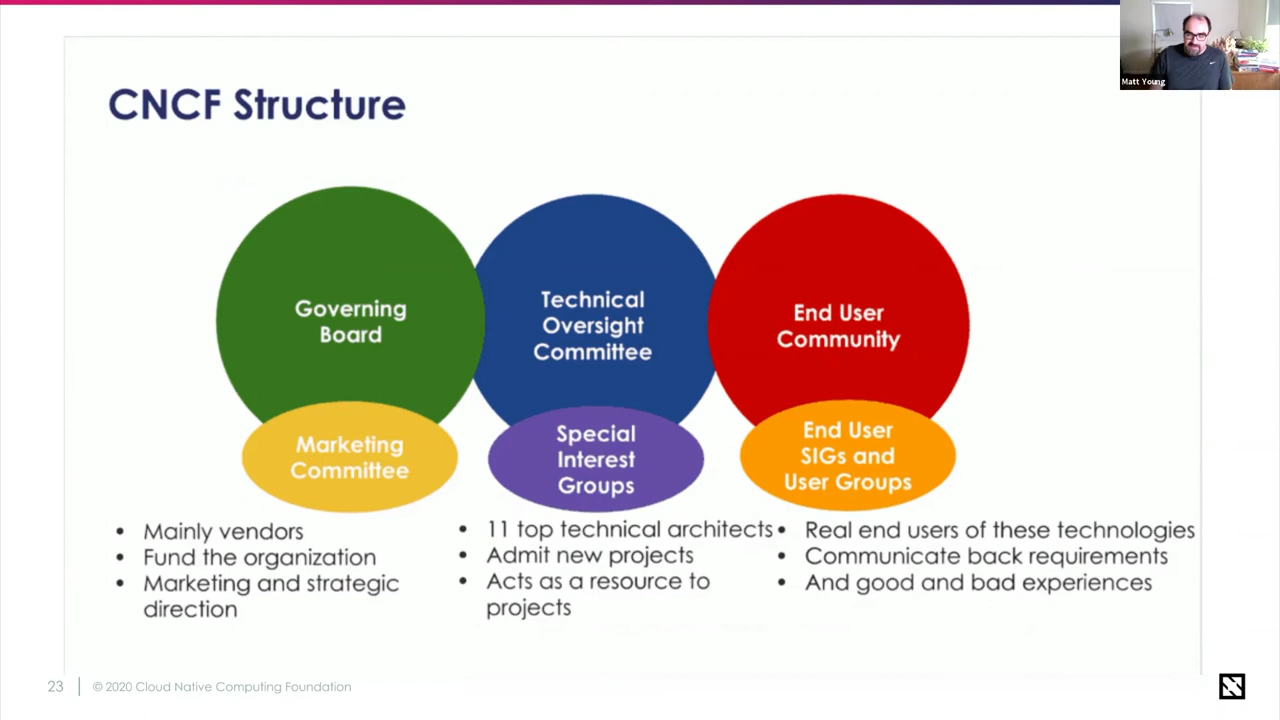 Matt Young
CNCF Structure
Governing
Board
Technical
Oversight
Committee
End User
Community
Marketing
Committee
Special
Interest
Groups
End User
SIGs and
User Groups
• Mainly vendors
• Fund the organization
• Marketing and strategic
direction
• 11 top technical architects
• Admit new projects
• Acts as a resource to
projects
• Real end users of these technologies
• Communicate back requirements
• And good and bad experiences
23
© 2020 Cloud Native Computing Foundation